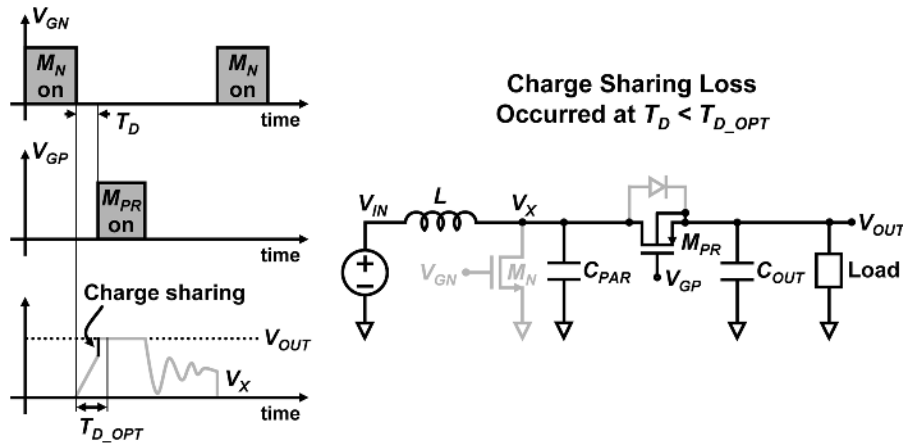 V_GN
M_N on
M_N on
time
T_D
V_GP
M_PR on
time
Charge sharing
V_OUT
V_X
time
T_D_OPT
Charge Sharing Loss
Occurred at T_D < T_D_OPT
V_IN
L
V_X
V_GN
M_N
C_PAR
M_PR
V_GP
C_OUT
Load
V_OUT
+
−